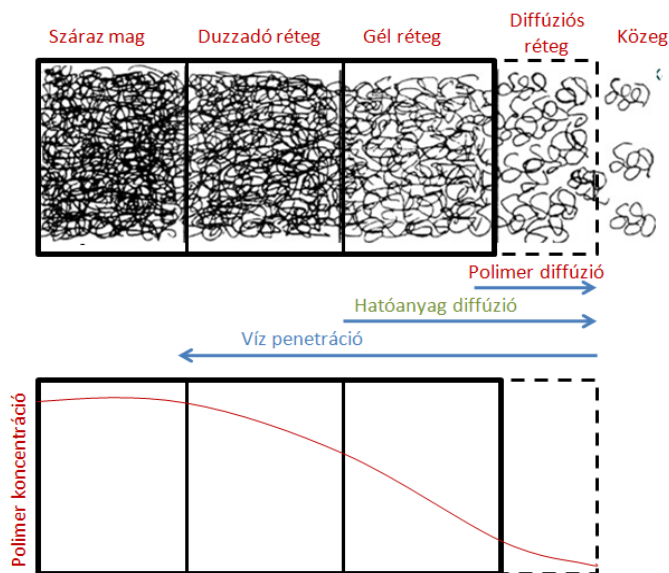 Száraz mag
Duzzadó réteg
Gél réteg
Diffúziós
réteg
Közeg
Polimer diffúzió
Hatóanyag diffúzió
Víz penetráció
Polimer koncentráció